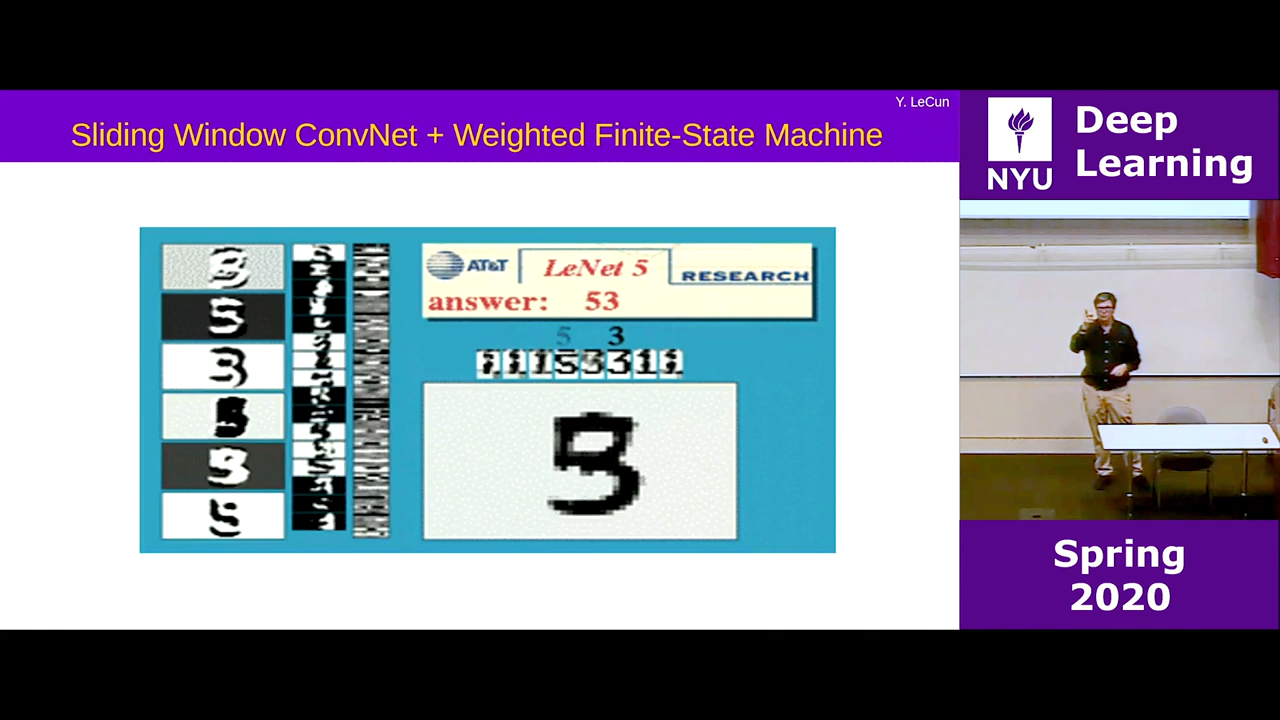 Y. LeCun
Sliding Window ConvNet + Weighted Finite-State Machine
AT&T
LeNet 5
RESEARCH
answer: 53
5 3
11153311
NYU
Deep
Learning
Spring
2020